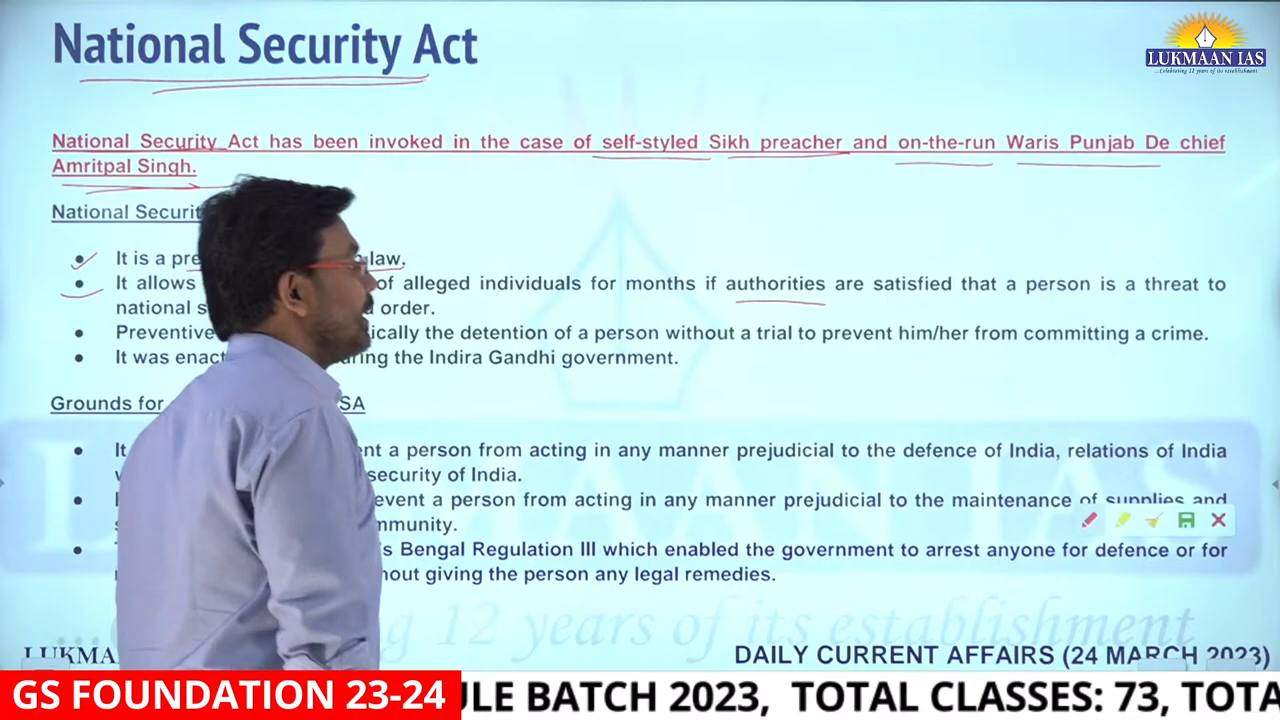 National Security Act
LUKMAAN IAS
...Celebrating 12 years of its establishment
National Security Act has been invoked in the case of self-styled Sikh preacher and on-the-run Waris Punjab De chief
Amritpal Singh.
National Securit
It is a pre law.
It allows of alleged individuals for months if authorities are satisfied that a person is a threat to
national s order.
Preventive ically the detention of a person without a trial to prevent him/her from committing a crime.
It was enact ring the Indira Gandhi government.
Grounds for SA
It nt a person from acting in any manner prejudicial to the defence of India, relations of India
security of India.
event a person from acting in any manner prejudicial to the maintenance of supplies and
mmunity.
s Bengal Regulation III which enabled the government to arrest anyone for defence or for
hout giving the person any legal remedies.
LUKMAAN IAS
g 12 years of its establishment
LUKMA DAILY CURRENT AFFAIRS (24 MARCH 2023)
GS FOUNDATION 23-24 ULE BATCH 2023, TOTAL CLASSES: 73, TOTA